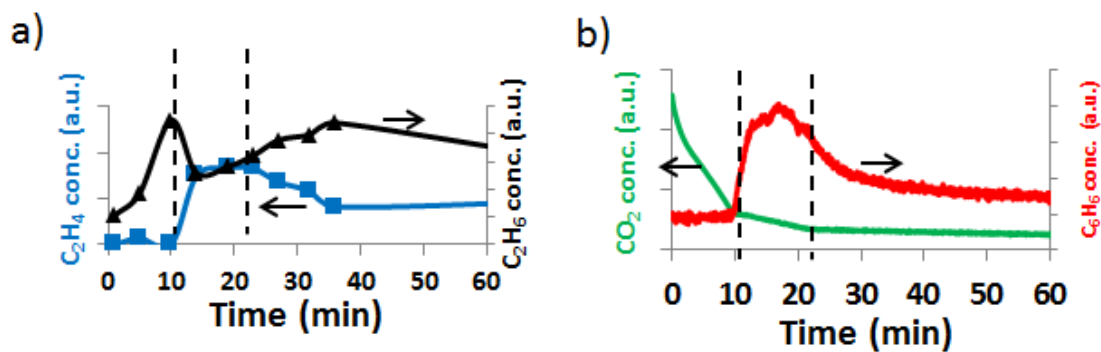 a)
C₂H₄ conc. (a.u.)
C₂H₆ conc. (a.u.)
0 10 20 30 40 50 60
Time (min)
b)
CO₂ conc. (a.u.)
C₆H₆ conc. (a.u.)
0 10 20 30 40 50 60
Time (min)